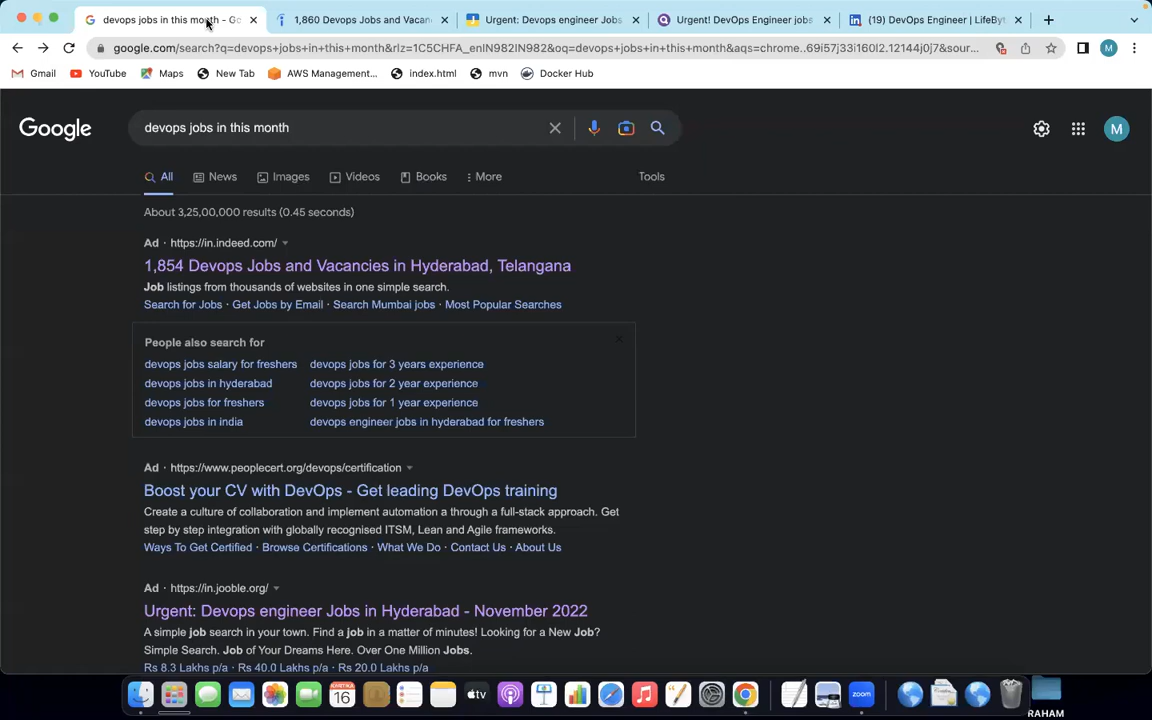 devops jobs in this month - Go
1,860 Devops Jobs and Vacan
Urgent: Devops engineer Jobs
Urgent! DevOps Engineer jobs
(19) DevOps Engineer | LifeByt
google.com/search?q=devops+jobs+in+this+month&rlz=1C5CHFA_enIN982IN982&oq=devops+jobs+in+this+month&aqs=chrome..69i57j33i160l2.12144j0j7&sour...
M
Gmail
YouTube
Maps
New Tab
AWS Management...
index.html
mvn
Docker Hub
Google
devops jobs in this month
M
All
News
Images
Videos
Books
More
Tools
About 3,25,00,000 results (0.45 seconds)
Ad · https://in.indeed.com/
1,854 Devops Jobs and Vacancies in Hyderabad, Telangana
Job listings from thousands of websites in one simple search.
Search for Jobs · Get Jobs by Email · Search Mumbai jobs · Most Popular Searches
People also search for
devops jobs salary for freshers devops jobs for 3 years experience
devops jobs in hyderabad devops jobs for 2 year experience
devops jobs for freshers devops jobs for 1 year experience
devops jobs in india devops engineer jobs in hyderabad for freshers
Ad · https://www.peoplecert.org/devops/certification
Boost your CV with DevOps - Get leading DevOps training
Create a culture of collaboration and implement automation a through a full-stack approach. Get
step by step integration with globally recognised ITSM, Lean and Agile frameworks.
Ways To Get Certified · Browse Certifications · What We Do · Contact Us · About Us
Ad · https://in.jooble.org/
Urgent: Devops engineer Jobs in Hyderabad - November 2022
A simple job search in your town. Find a job in a matter of minutes! Looking for a New Job?
Simple Search. Job of Your Dreams Here. Over One Million Jobs.
Rs 8.3 Lakhs p/a · Rs 40.0 Lakhs p/a · Rs 20.0 Lakhs p/a
16
tv
zoom
RAHAM